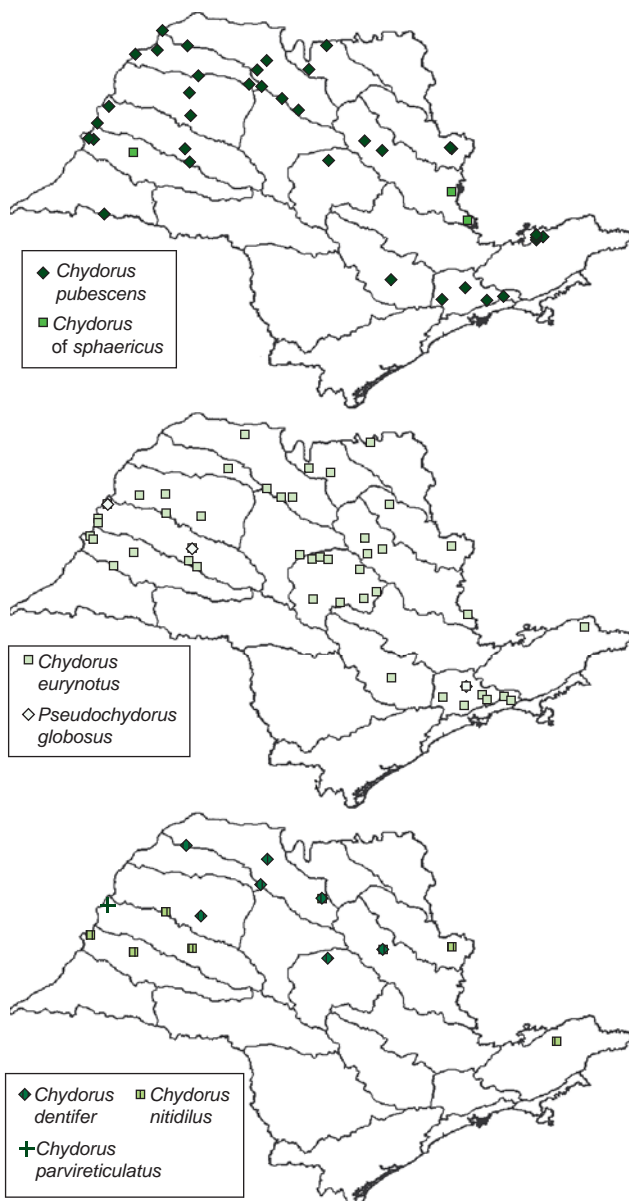 Chydorus
pubescens
Chydorus
of sphaericus
Chydorus
eurynotus
Pseudochydorus
globosus
Chydorus
dentifer
Chydorus
nitidilus
Chydorus
parvireticulatus